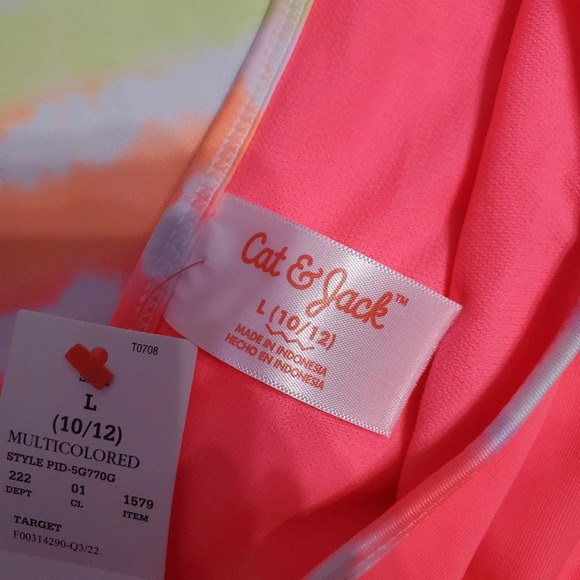 Cat & Jack™
L (10/12)
MADE IN INDONESIA
HECHO EN INDONESIA
T0708
L
(10/12)
MULTICOLORED
STYLE PID-5G770G
222 01 1579
DEPT CL ITEM
TARGET
F00314290-Q3/22